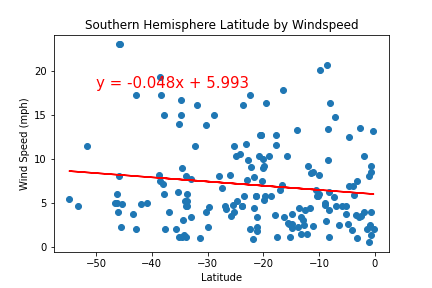 Southern Hemisphere Latitude by Windspeed
y = -0.048x + 5.993
Wind Speed (mph)
20
15
10
5
0
−50 −40 −30 −20 −10 0
Latitude